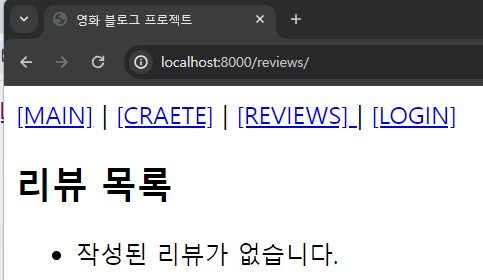 영화 블로그 프로젝트
localhost:8000/reviews/
[MAIN] | [CRAETE] | [REVIEWS] | [LOGIN]
리뷰 목록
작성된 리뷰가 없습니다.